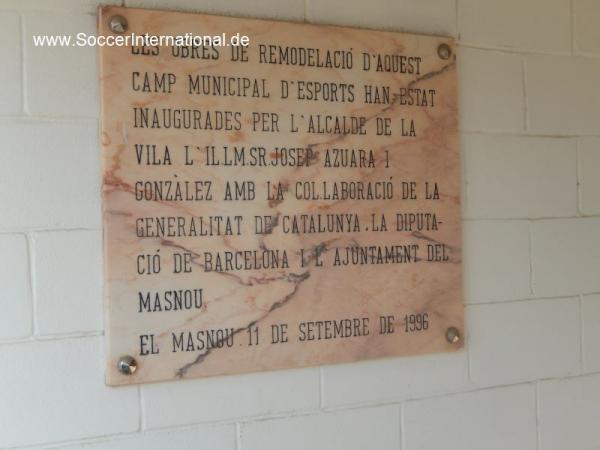 www.SoccerInternational.de
LES OBRES DE REMODELACIÓ D'AQUEST
CAMP MUNICIPAL D'ESPORTS HAN ESTAT
INAUGURADES PER L'ALCALDE DE LA
VILA L'ILLM.SR.JOSEP AZUARA I
GONZÀLEZ AMB LA COL.LABORACIÓ DE LA
GENERALITAT DE CATALUNYA.LA DIPUTA-
CIÓ DE BARCELONA I L'AJUNTAMENT DEL
MASNOU.
EL MASNOU.11 DE SETEMBRE DE 1996